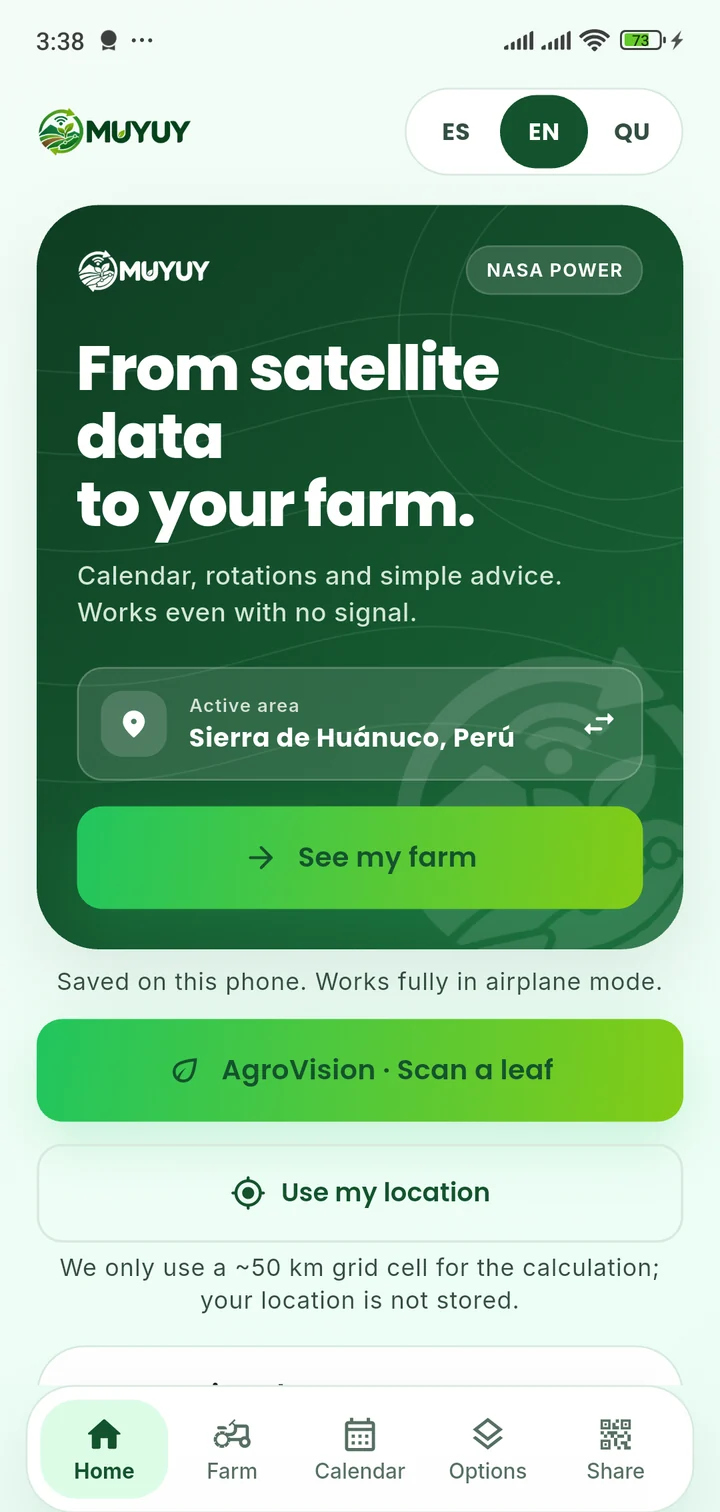 3:38
73
MUYUY
ES EN QU
MUYUY
NASA POWER
From satellite
data
to your farm.
Calendar, rotations and simple advice.
Works even with no signal.
Active area
Sierra de Huánuco, Perú
See my farm
Saved on this phone. Works fully in airplane mode.
AgroVision · Scan a leaf
Use my location
We only use a ~50 km grid cell for the calculation;
your location is not stored.
Home Farm Calendar Options Share